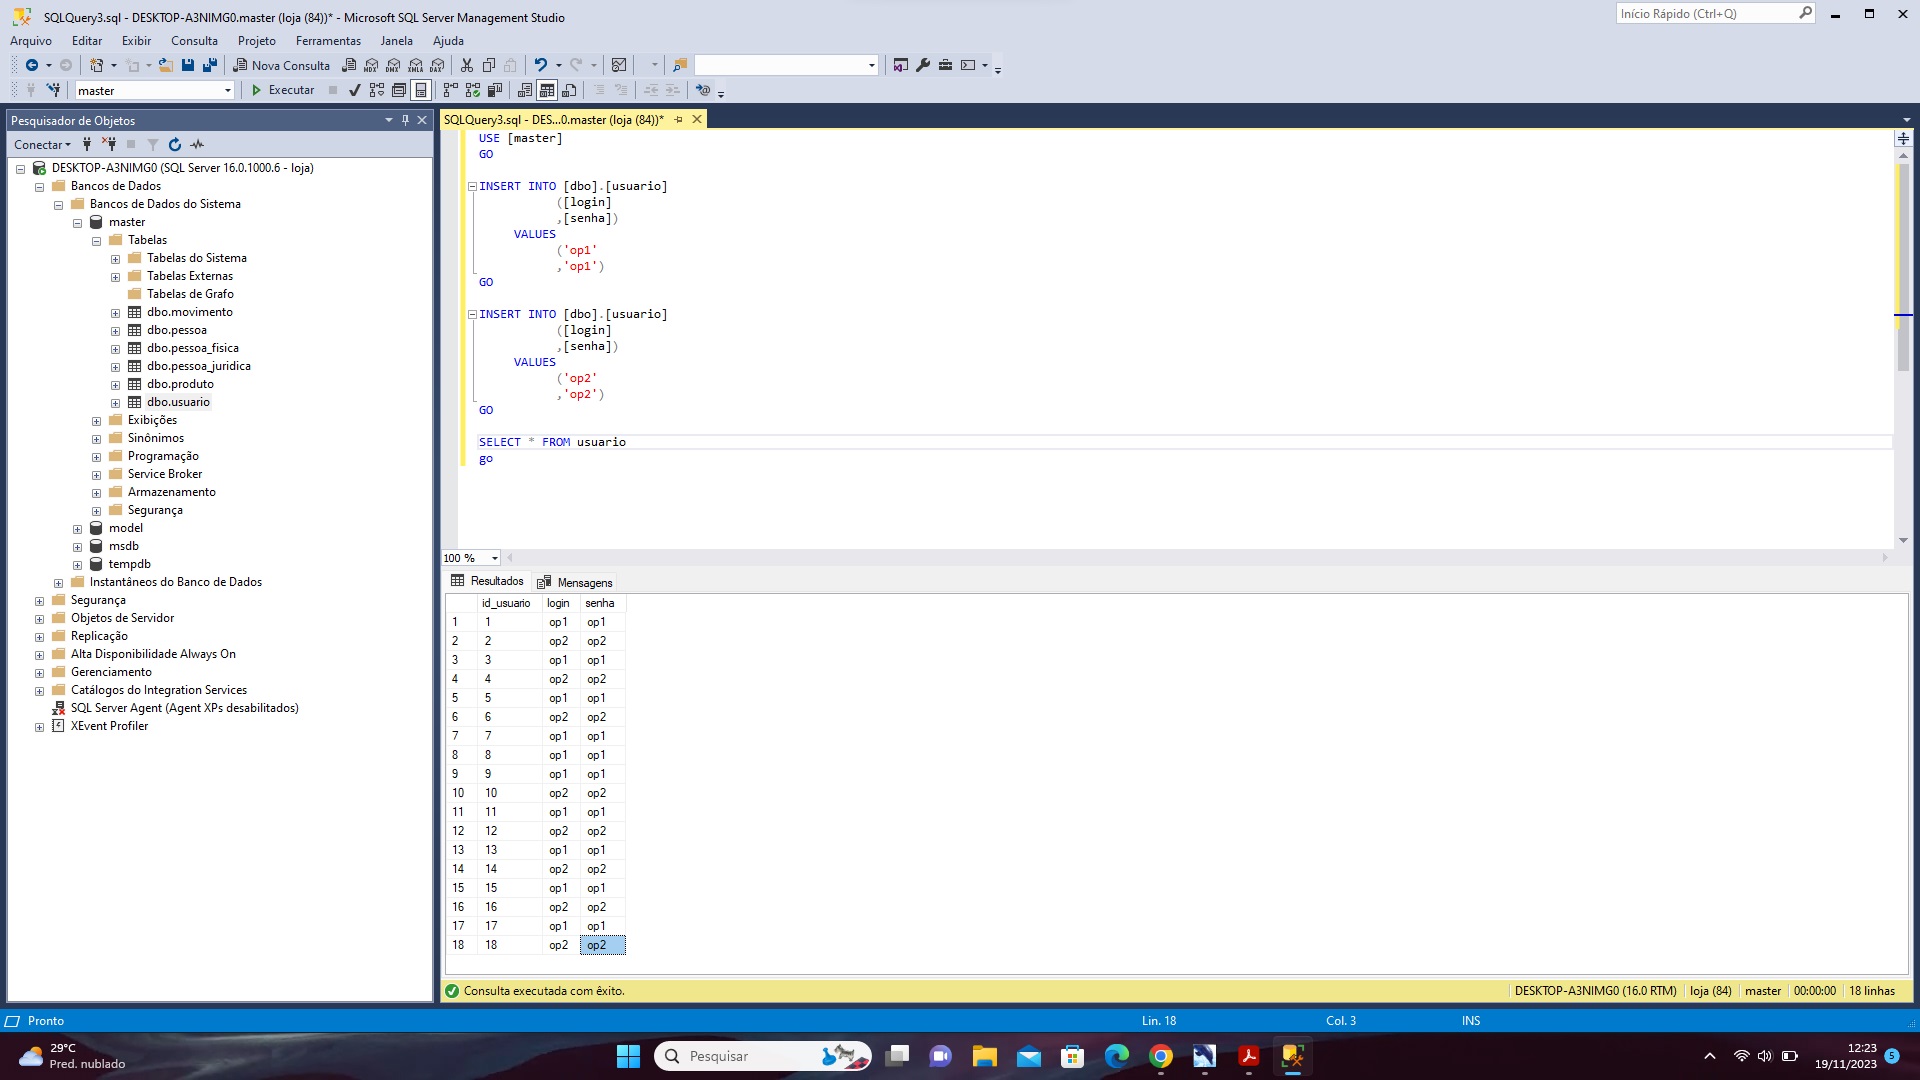 SQLQuery3.sql - DESKTOP-A3NIMG0.master (loja (84))* - Microsoft SQL Server Management Studio
Início Rápido (Ctrl+Q)
Arquivo Editar Exibir Consulta Projeto Ferramentas Janela Ajuda
Nova Consulta MDX DMX XMLA DAX
master Executar
Pesquisador de Objetos
Conectar
DESKTOP-A3NIMG0 (SQL Server 16.0.1000.6 - loja)
Bancos de Dados
Bancos de Dados do Sistema
master
Tabelas
Tabelas do Sistema
Tabelas Externas
Tabelas de Grafo
dbo.movimento
dbo.pessoa
dbo.pessoa_fisica
dbo.pessoa_juridica
dbo.produto
dbo.usuario
Exibições
Sinônimos
Programação
Service Broker
Armazenamento
Segurança
model
msdb
tempdb
Instantâneos do Banco de Dados
Segurança
Objetos de Servidor
Replicação
Alta Disponibilidade Always On
Gerenciamento
Catálogos do Integration Services
SQL Server Agent (Agent XPs desabilitados)
XEvent Profiler
SQLQuery3.sql - DES...0.master (loja (84))*
USE [master]
GO
INSERT INTO [dbo].[usuario]
([login]
,[senha])
VALUES
('op1'
,'op1')
GO
INSERT INTO [dbo].[usuario]
([login]
,[senha])
VALUES
('op2'
,'op2')
GO
SELECT * FROM usuario
go
100 %
Resultados Mensagens
id_usuario login senha
1 1 op1 op1
2 2 op2 op2
3 3 op1 op1
4 4 op2 op2
5 5 op1 op1
6 6 op2 op2
7 7 op1 op1
8 8 op1 op1
9 9 op1 op1
10 10 op2 op2
11 11 op1 op1
12 12 op2 op2
13 13 op1 op1
14 14 op2 op2
15 15 op1 op1
16 16 op2 op2
17 17 op1 op1
18 18 op2 op2
Consulta executada com êxito. DESKTOP-A3NIMG0 (16.0 RTM) loja (84) master 00:00:00 18 linhas
Pronto Lin. 18 Col. 3 INS
29°C
Pred. nublado
Pesquisar
12:23
19/11/2023
5